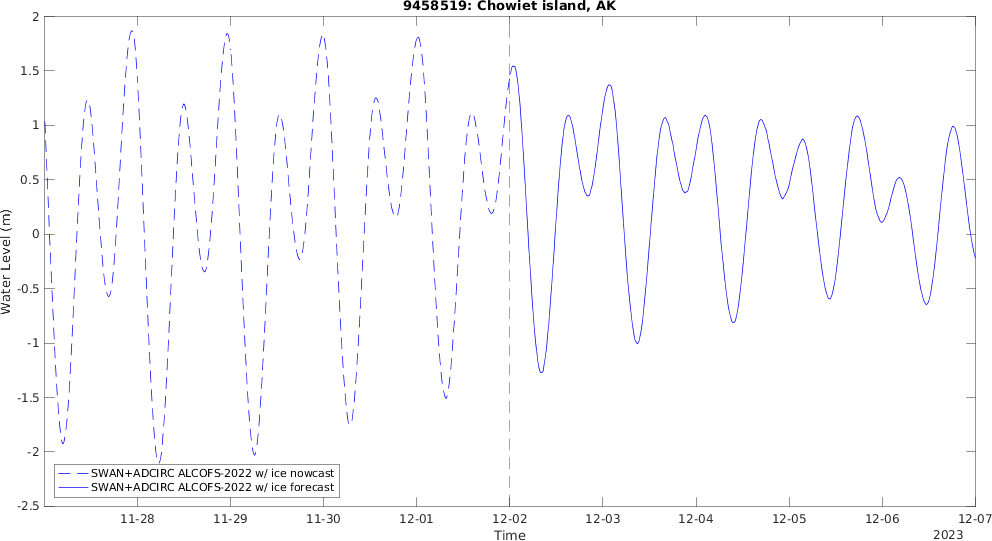 9458519: Chowiet island, AK
2
1.5
1
0.5
0
-0.5
-1
-1.5
-2
-2.5
Water Level (m)
SWAN+ADCIRC ALCOFS-2022 w/ ice nowcast
SWAN+ADCIRC ALCOFS-2022 w/ ice forecast
11-28 11-29 11-30 12-01 12-02 12-03 12-04 12-05 12-06 12-07
Time
2023